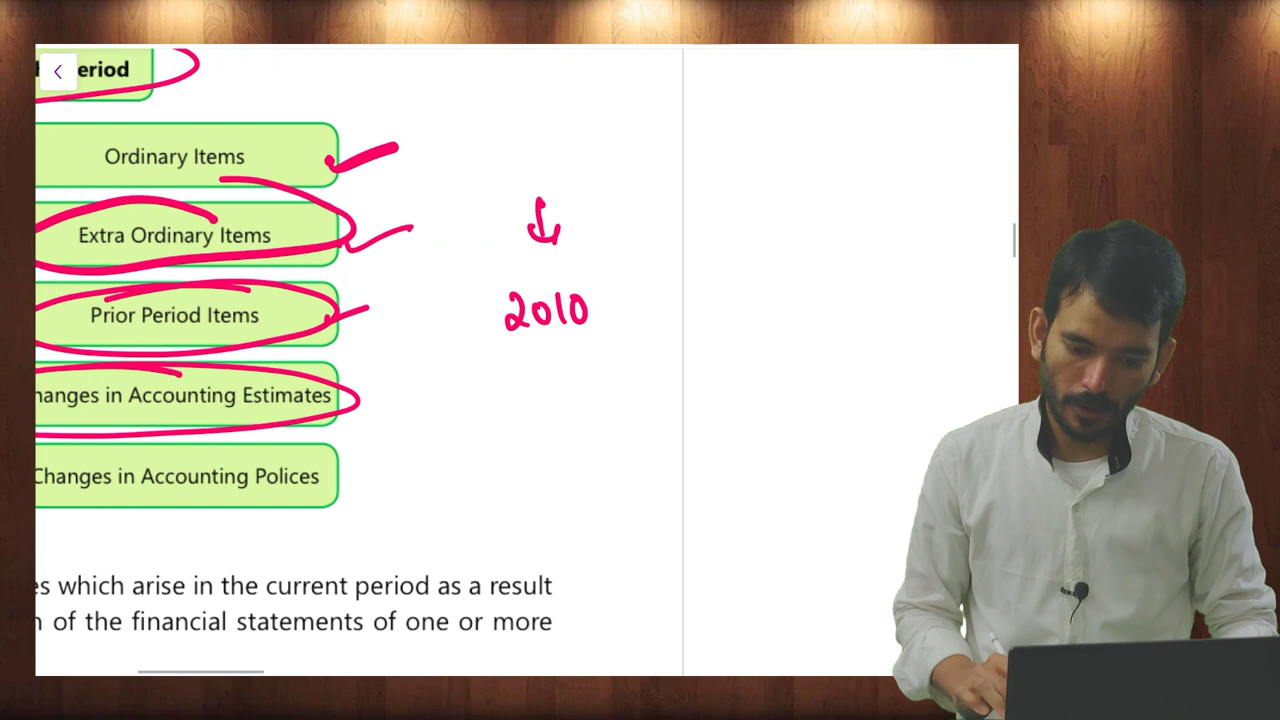 eriod
Ordinary Items
Extra Ordinary Items
Prior Period Items
hanges in Accounting Estimates
Changes in Accounting Polices
2010
es which arise in the current period as a result
of the financial statements of one or more